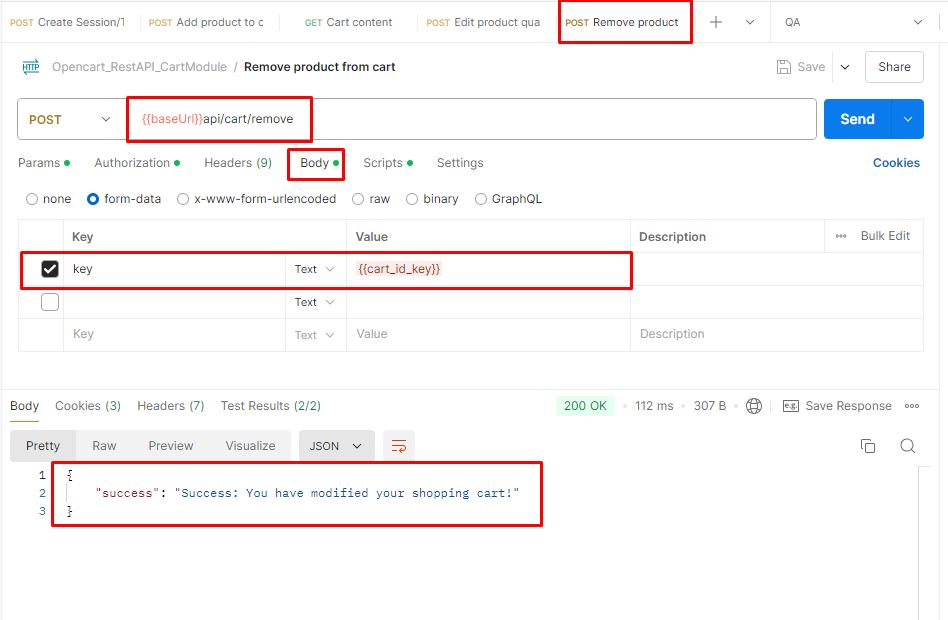 POST Create Session/T POST Add product to c GET Cart content POST Edit product qua POST Remove product QA
HTTP Opencart_RestAPI_CartModule / Remove product from cart Save Share
POST {{baseUrl}}api/cart/remove Send
Params Authorization Headers (9) Body Scripts Settings Cookies
none form-data x-www-form-urlencoded raw binary GraphQL
Key Value Description Bulk Edit
key Text {{cart_id_key}}
Text
Key Text Value Description
Body Cookies (3) Headers (7) Test Results (2/2) 200 OK 112 ms 307 B e.g. Save Response
Pretty Raw Preview Visualize JSON
1 {
2 "success": "Success: You have modified your shopping cart!"
3 }